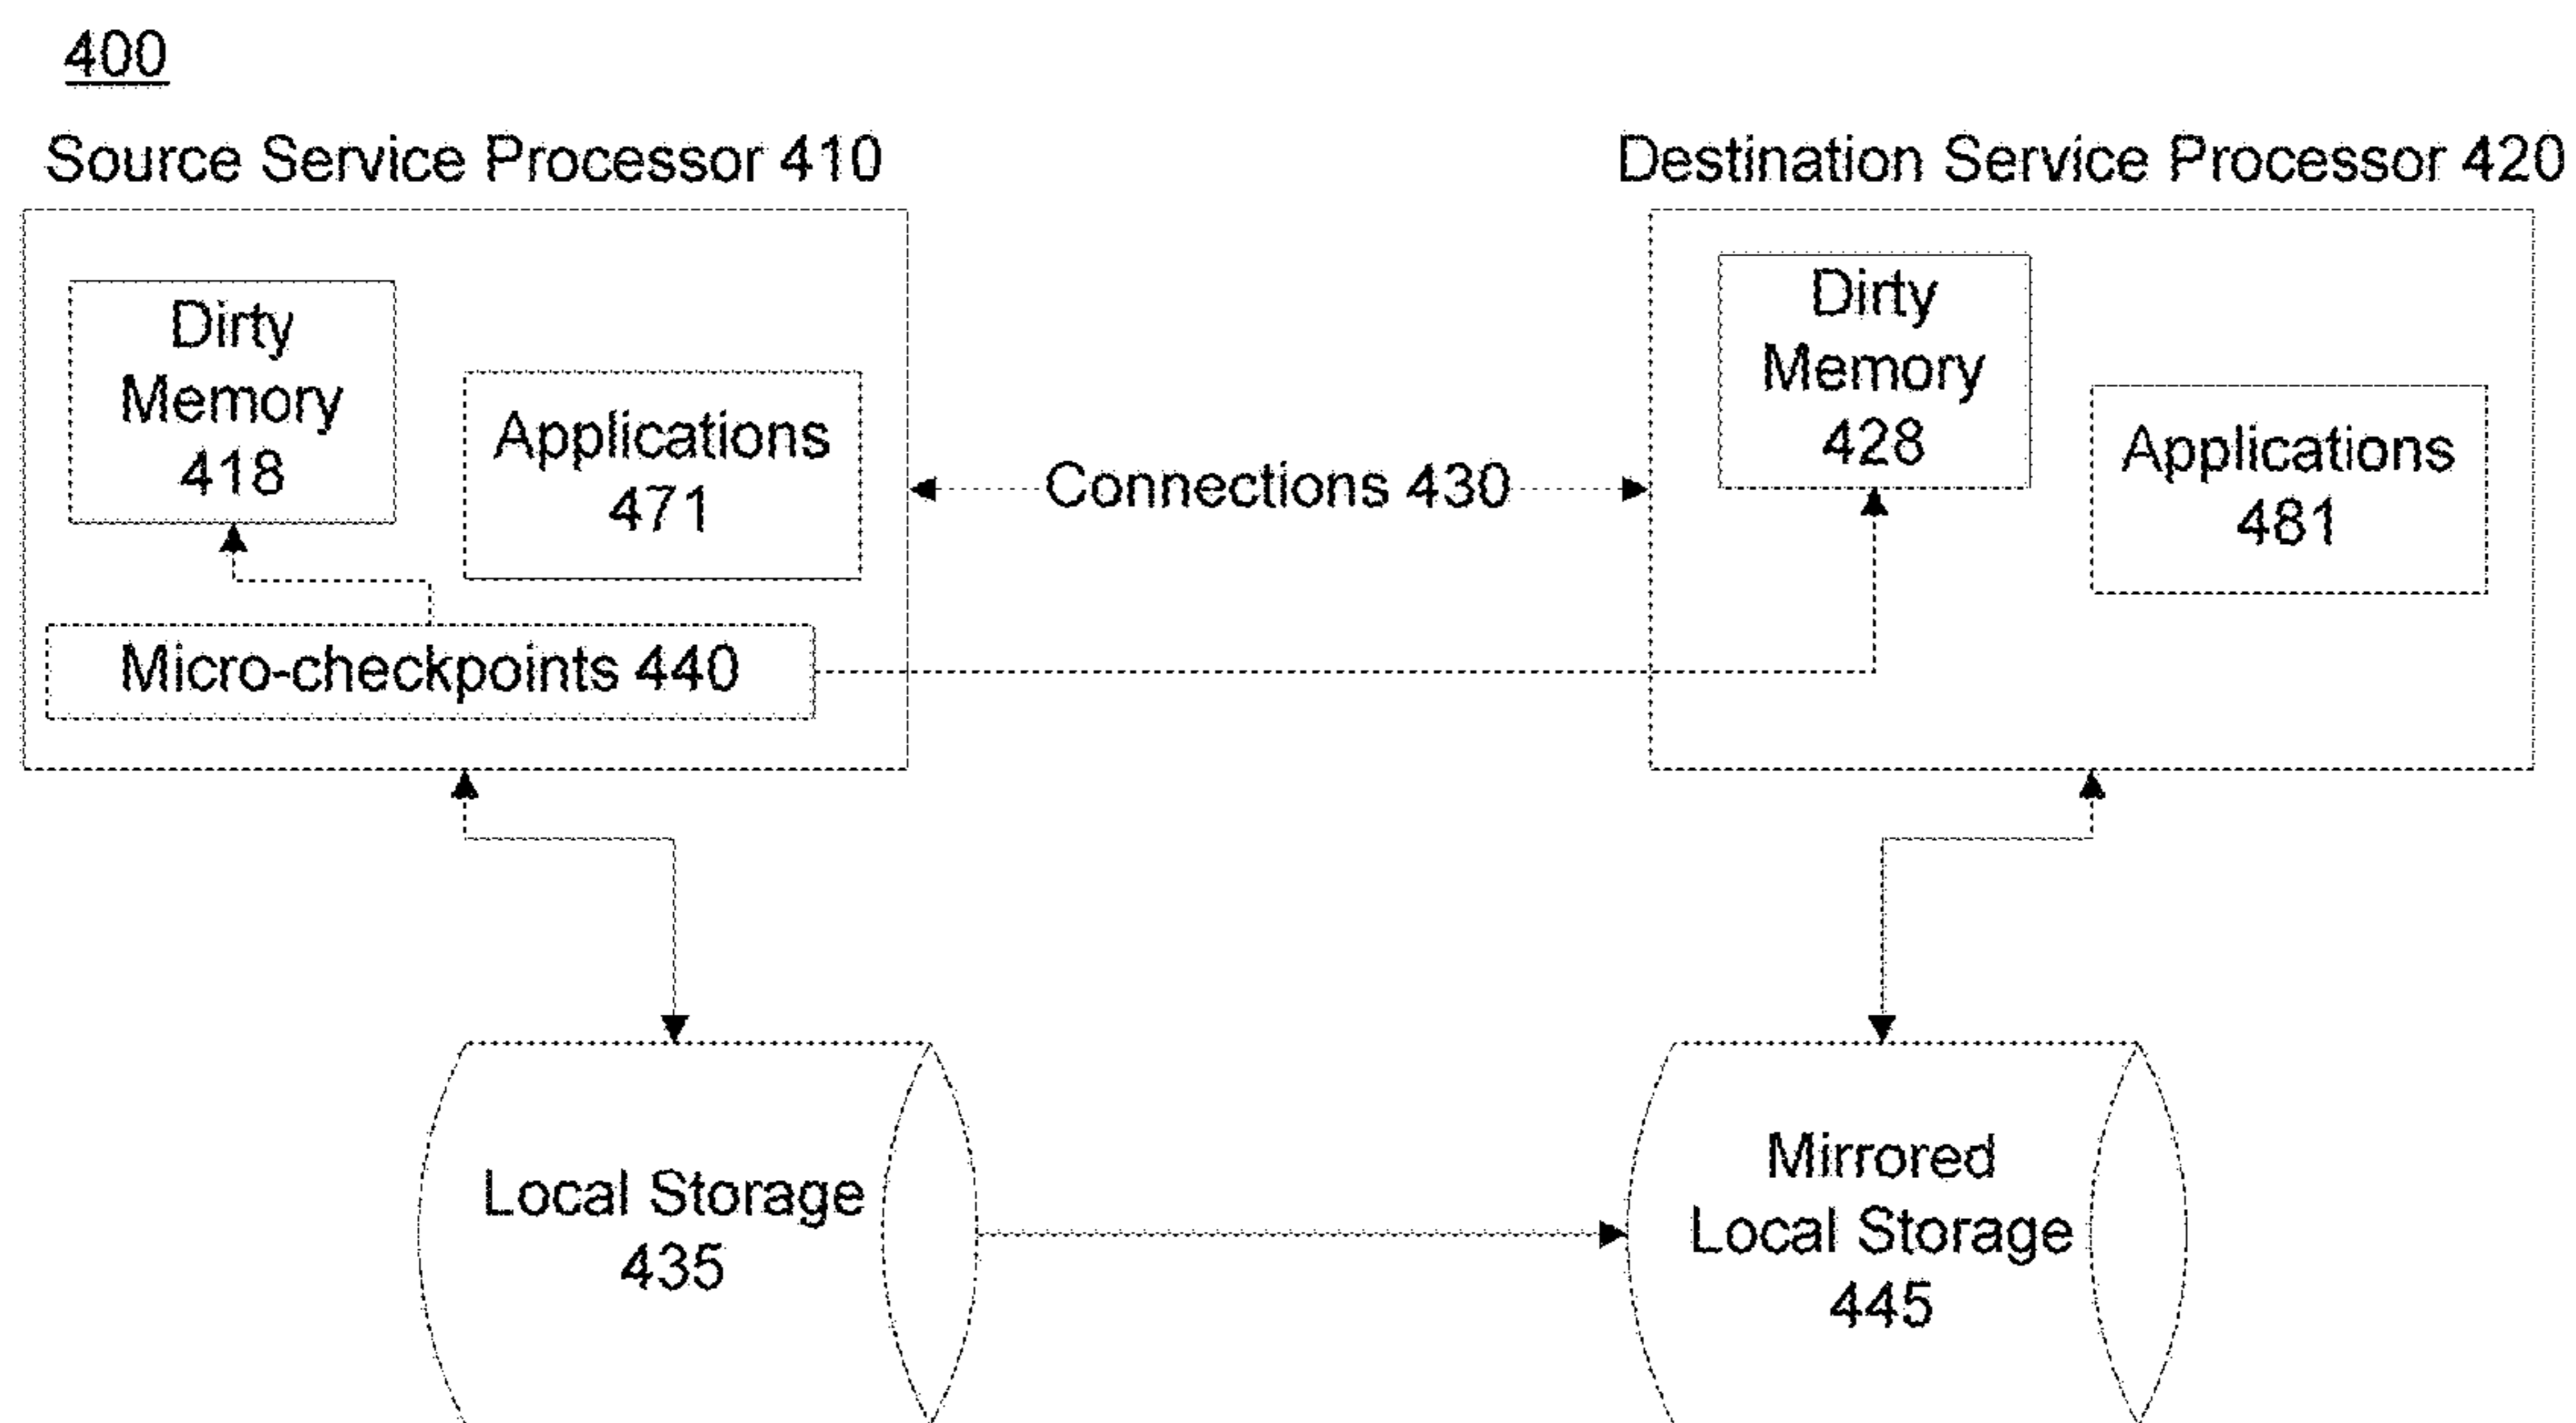 400
Source Service Processor 410
Destination Service Processor 420
Dirty
Memory
418
Applications
471
Micro-checkpoints 440
Connections 430
Dirty
Memory
428
Applications
481
Local Storage
435
Mirrored
Local Storage
445